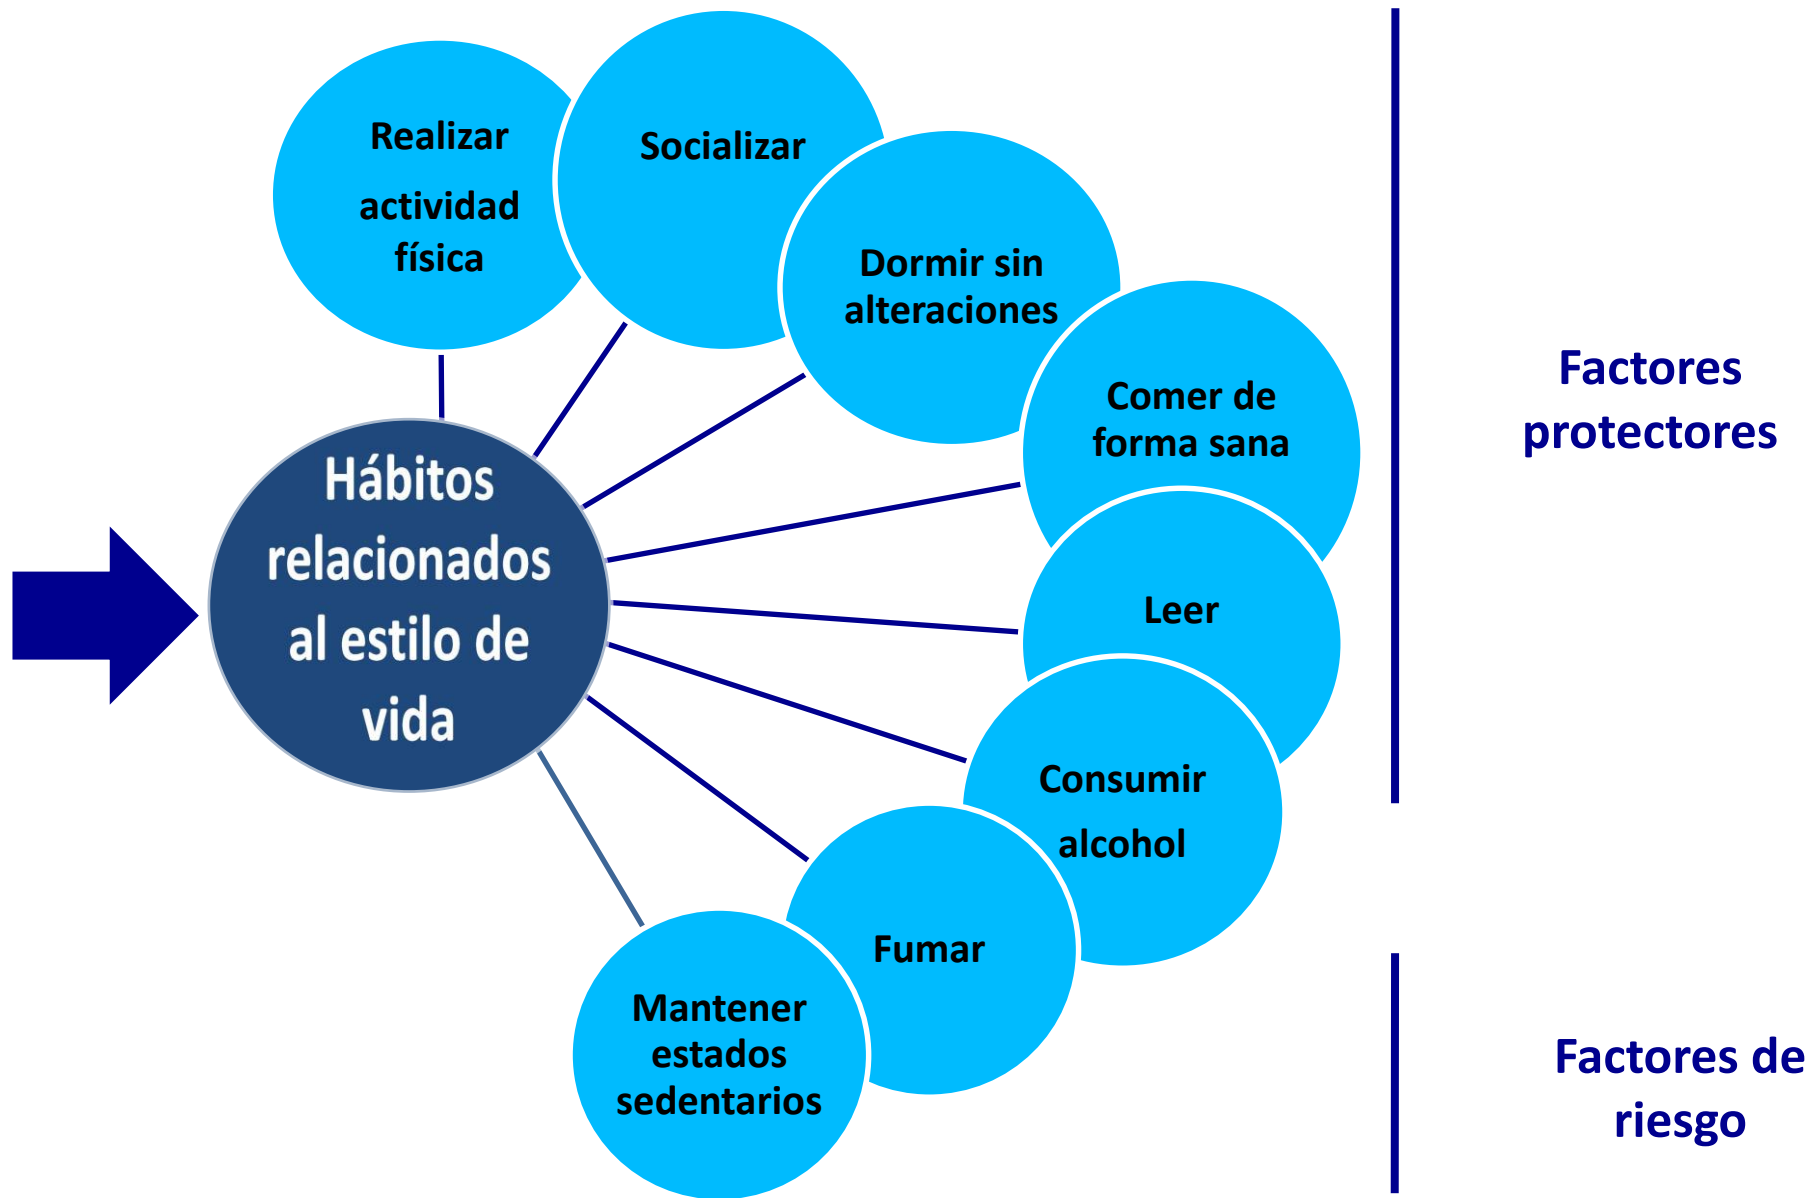 Realizar
actividad
física
Socializar
Dormir sin
alteraciones
Comer de
forma sana
Leer
Consumir
alcohol
Fumar
Mantener
estados
sedentarios
Hábitos
relacionados
al estilo de
vida
Factores
protectores
Factores de
riesgo